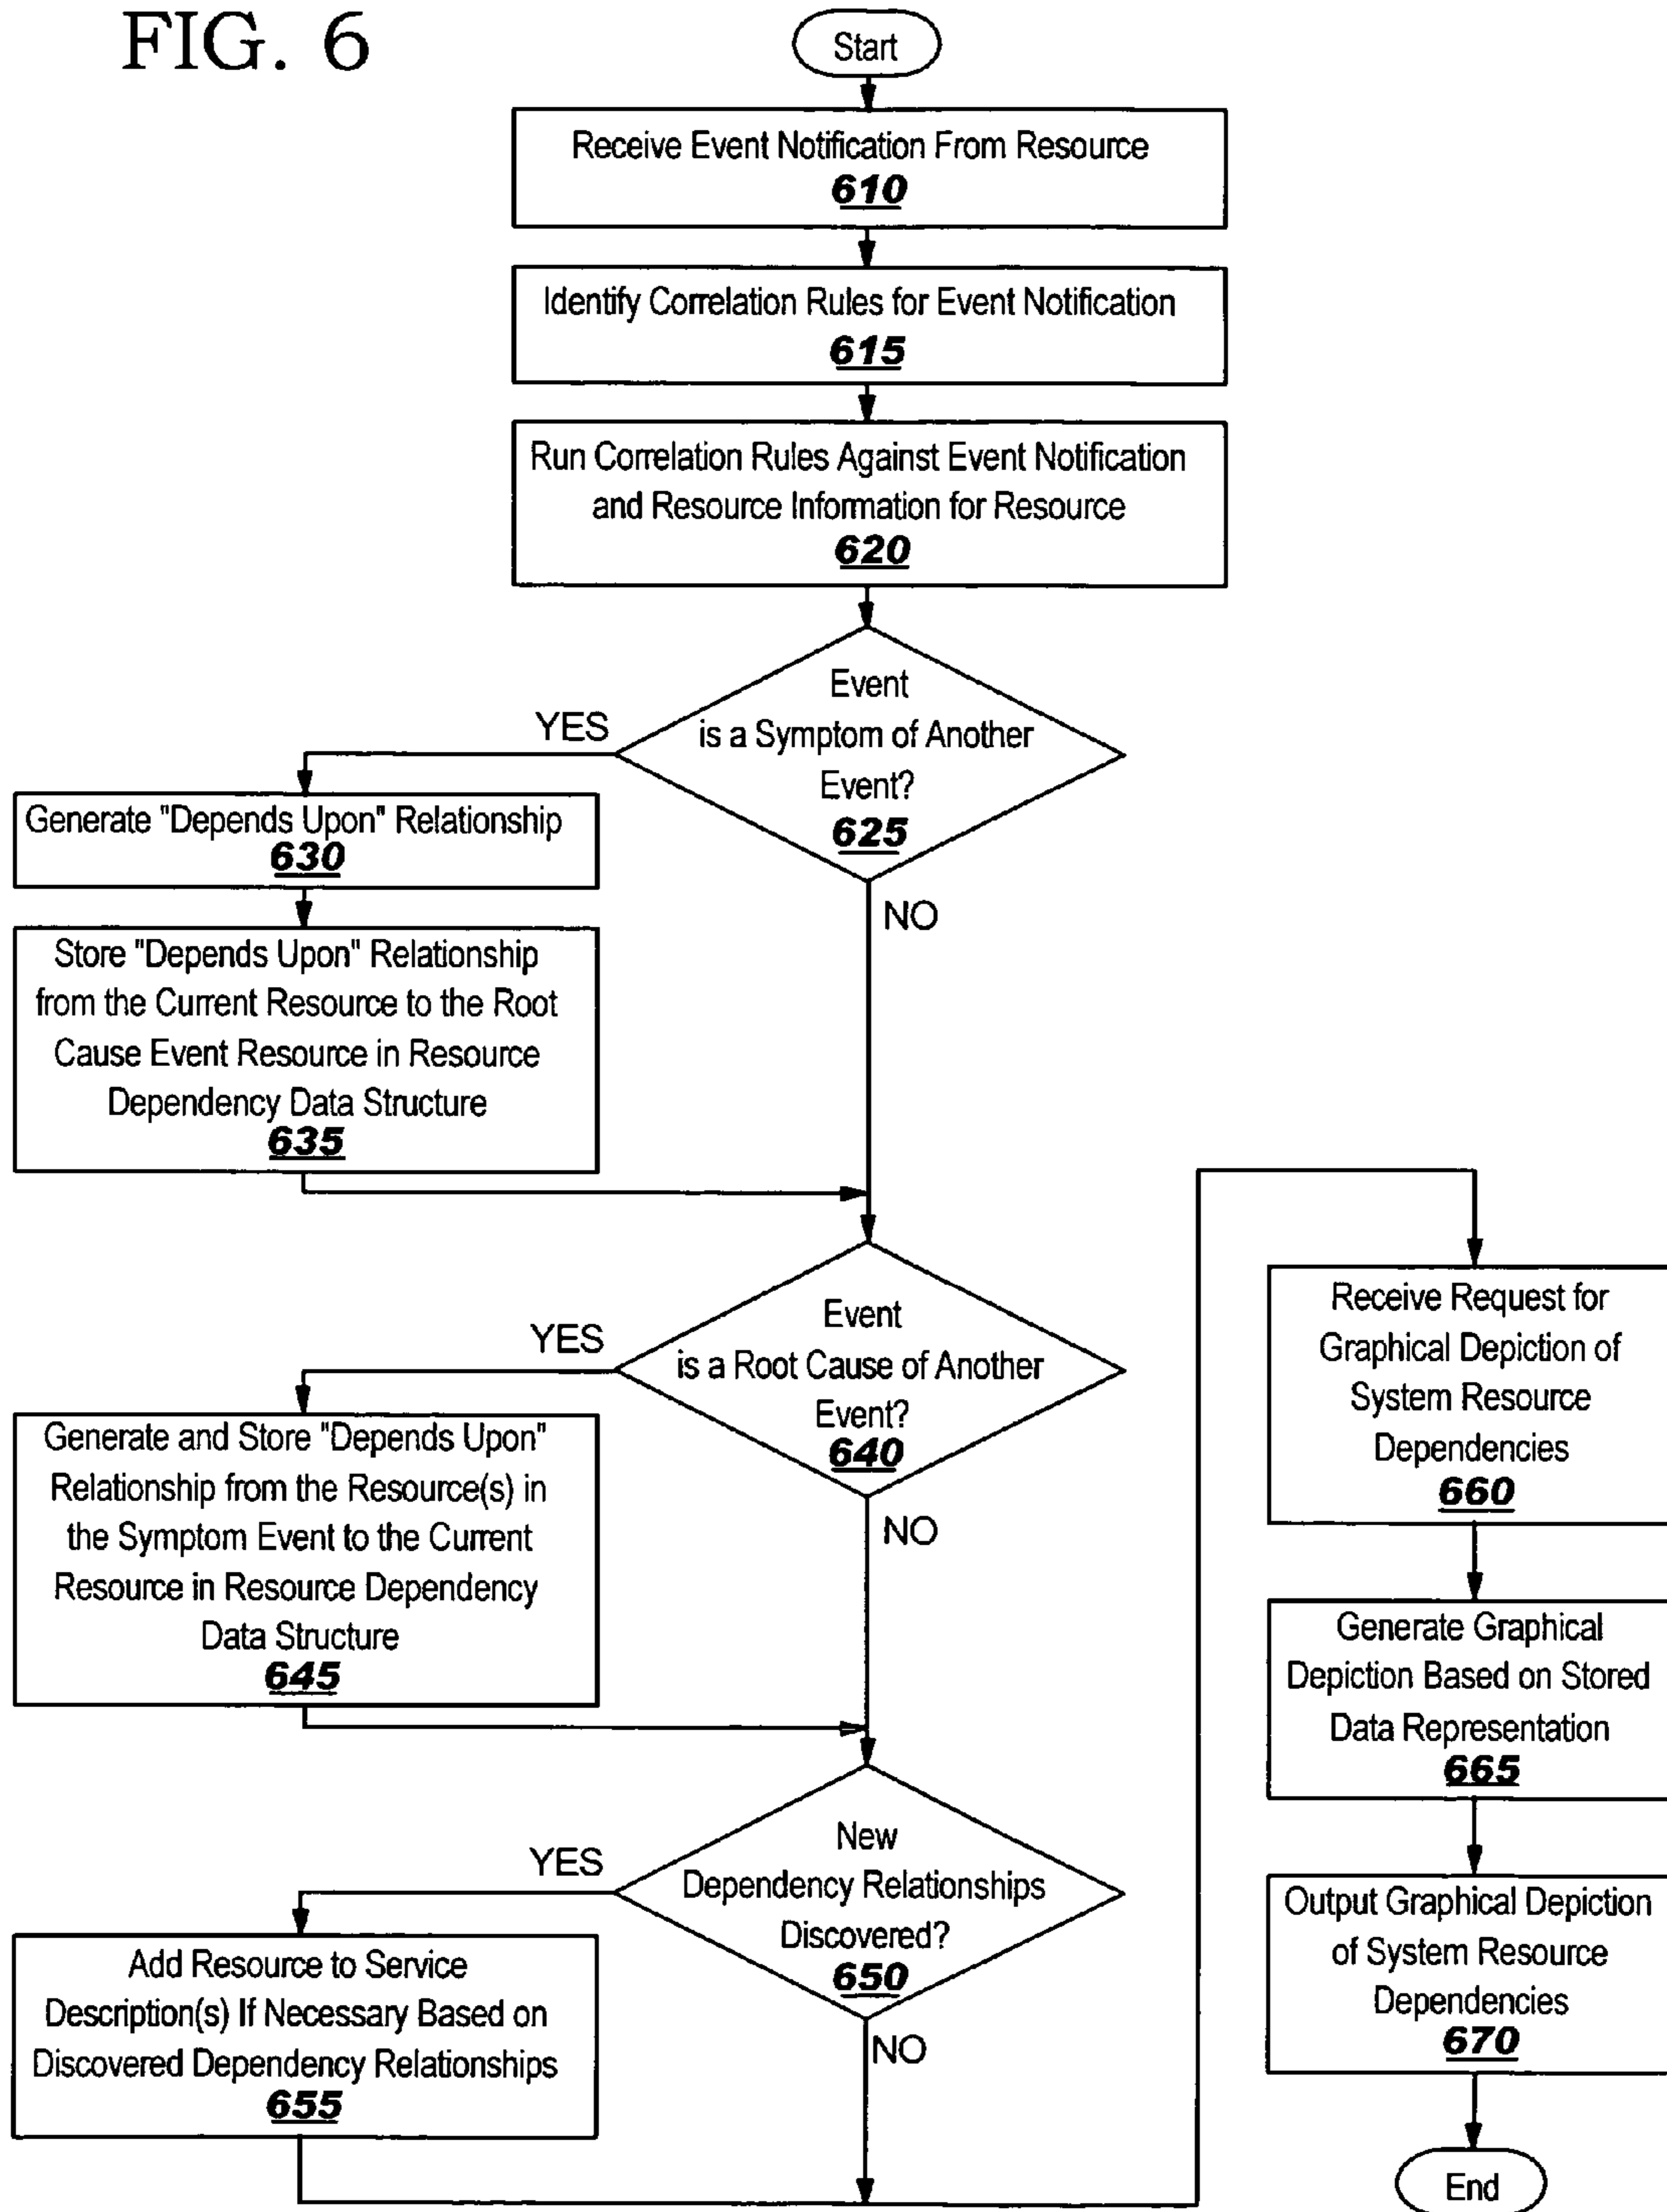 FIG. 6
Start
Receive Event Notification From Resource
610
Identify Correlation Rules for Event Notification
615
Run Correlation Rules Against Event Notification
and Resource Information for Resource
620
Event
is a Symptom of Another
Event?
625
YES
NO
Generate "Depends Upon" Relationship
630
Store "Depends Upon" Relationship
from the Current Resource to the Root
Cause Event Resource in Resource
Dependency Data Structure
635
Event
is a Root Cause of Another
Event?
640
YES
NO
Generate and Store "Depends Upon"
Relationship from the Resource(s) in
the Symptom Event to the Current
Resource in Resource Dependency
Data Structure
645
New
Dependency Relationships
Discovered?
650
YES
NO
Add Resource to Service
Description(s) If Necessary Based on
Discovered Dependency Relationships
655
Receive Request for
Graphical Depiction of
System Resource
Dependencies
660
Generate Graphical
Depiction Based on Stored
Data Representation
665
Output Graphical Depiction
of System Resource
Dependencies
670
End